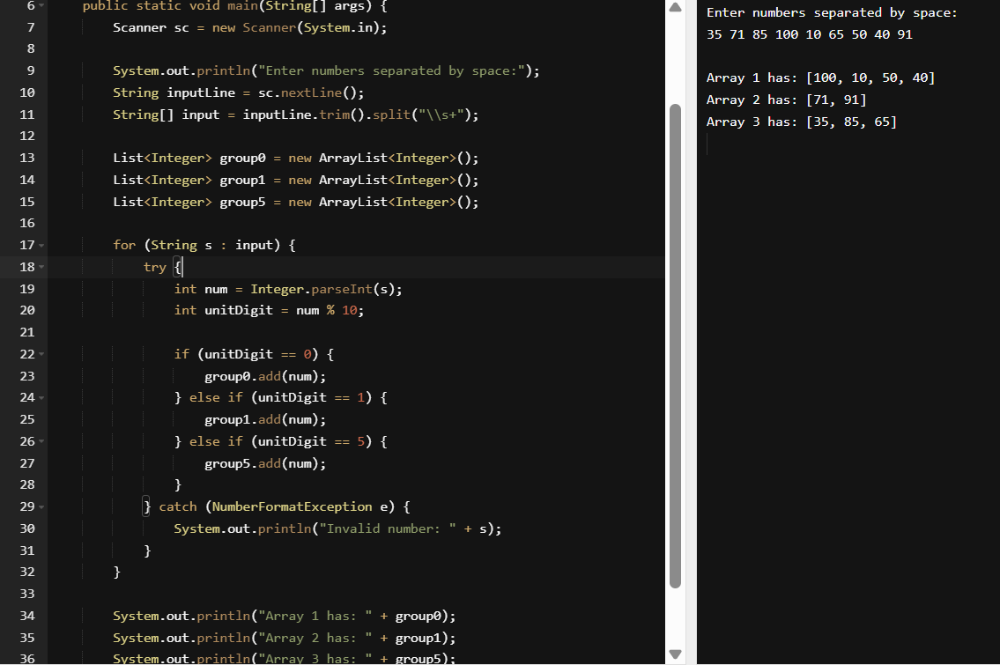 6 public static void main(String[] args) {
7 Scanner sc = new Scanner(System.in);
8
9 System.out.println("Enter numbers separated by space:");
10 String inputLine = sc.nextLine();
11 String[] input = inputLine.trim().split("\\s+");
12
13 List<Integer> group0 = new ArrayList<Integer>();
14 List<Integer> group1 = new ArrayList<Integer>();
15 List<Integer> group5 = new ArrayList<Integer>();
16
17 for (String s : input) {
18 try {
19 int num = Integer.parseInt(s);
20 int unitDigit = num % 10;
21
22 if (unitDigit == 0) {
23 group0.add(num);
24 } else if (unitDigit == 1) {
25 group1.add(num);
26 } else if (unitDigit == 5) {
27 group5.add(num);
28 }
29 } catch (NumberFormatException e) {
30 System.out.println("Invalid number: " + s);
31 }
32 }
33
34 System.out.println("Array 1 has: " + group0);
35 System.out.println("Array 2 has: " + group1);
36 System.out.println("Array 3 has: " + group5);
Enter numbers separated by space:
35 71 85 100 10 65 50 40 91
Array 1 has: [100, 10, 50, 40]
Array 2 has: [71, 91]
Array 3 has: [35, 85, 65]